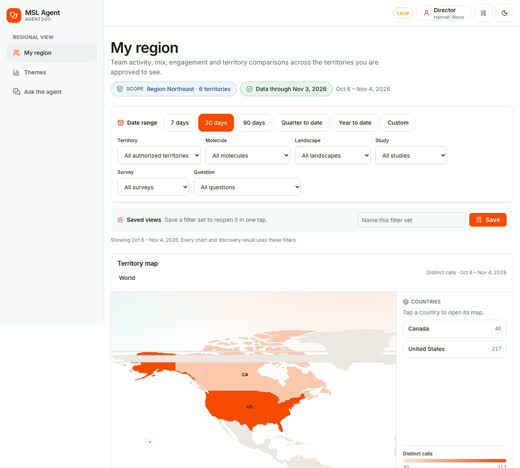 MSL Agent
AGENT2GO
REGIONAL VIEW
My region
Themes
Ask the agent
Local
Director
Hannah Weiss
My region
Team activity, mix, engagement and territory comparisons across the territories you are
approved to see.
SCOPE Region Northeast · 6 territories
Data through Nov 3, 2026
Oct 6 – Nov 4, 2026
Date range
7 days
30 days
90 days
Quarter to date
Year to date
Custom
Territory
Molecule
Landscape
Study
All authorized territories
All molecules
All landscapes
All studies
Survey
Question
All surveys
All questions
Saved views Save a filter set to reopen it in one tap.
Name this filter set
Save
Showing Oct 6 – Nov 4, 2026. Every chart and discovery result uses these filters.
Territory map
World
Distinct calls · Oct 6 – Nov 4, 2026
COUNTRIES
Tap a country to open its map.
Canada 40
United States 217
CA
Distinct calls